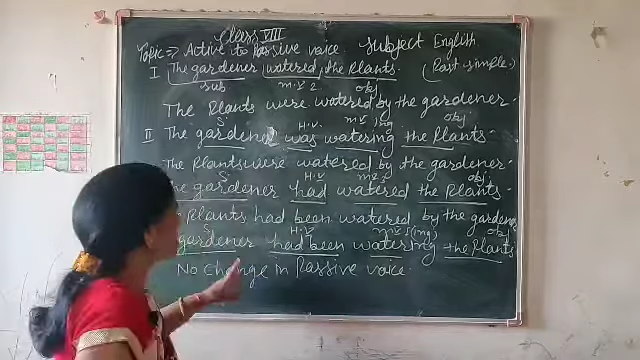 Class VIII
Topic ⇒ Active to Passive voice. Subject English.
I The gardener watered the Plants. (Past simple)
sub m.v 2 obj
The Plants were watered by the gardener.
S. H.V. m.v ing obj.
II The gardener was watering the Plants.
The Plants were watered by the gardener.
S. H.V m.v 3 obj.
The gardener had watered the Plants.
Plants had been watered by the gardener
S. H.V. m.v 1 (ing) obj
gardener had been watering the Plants.
No change in Passive voice.